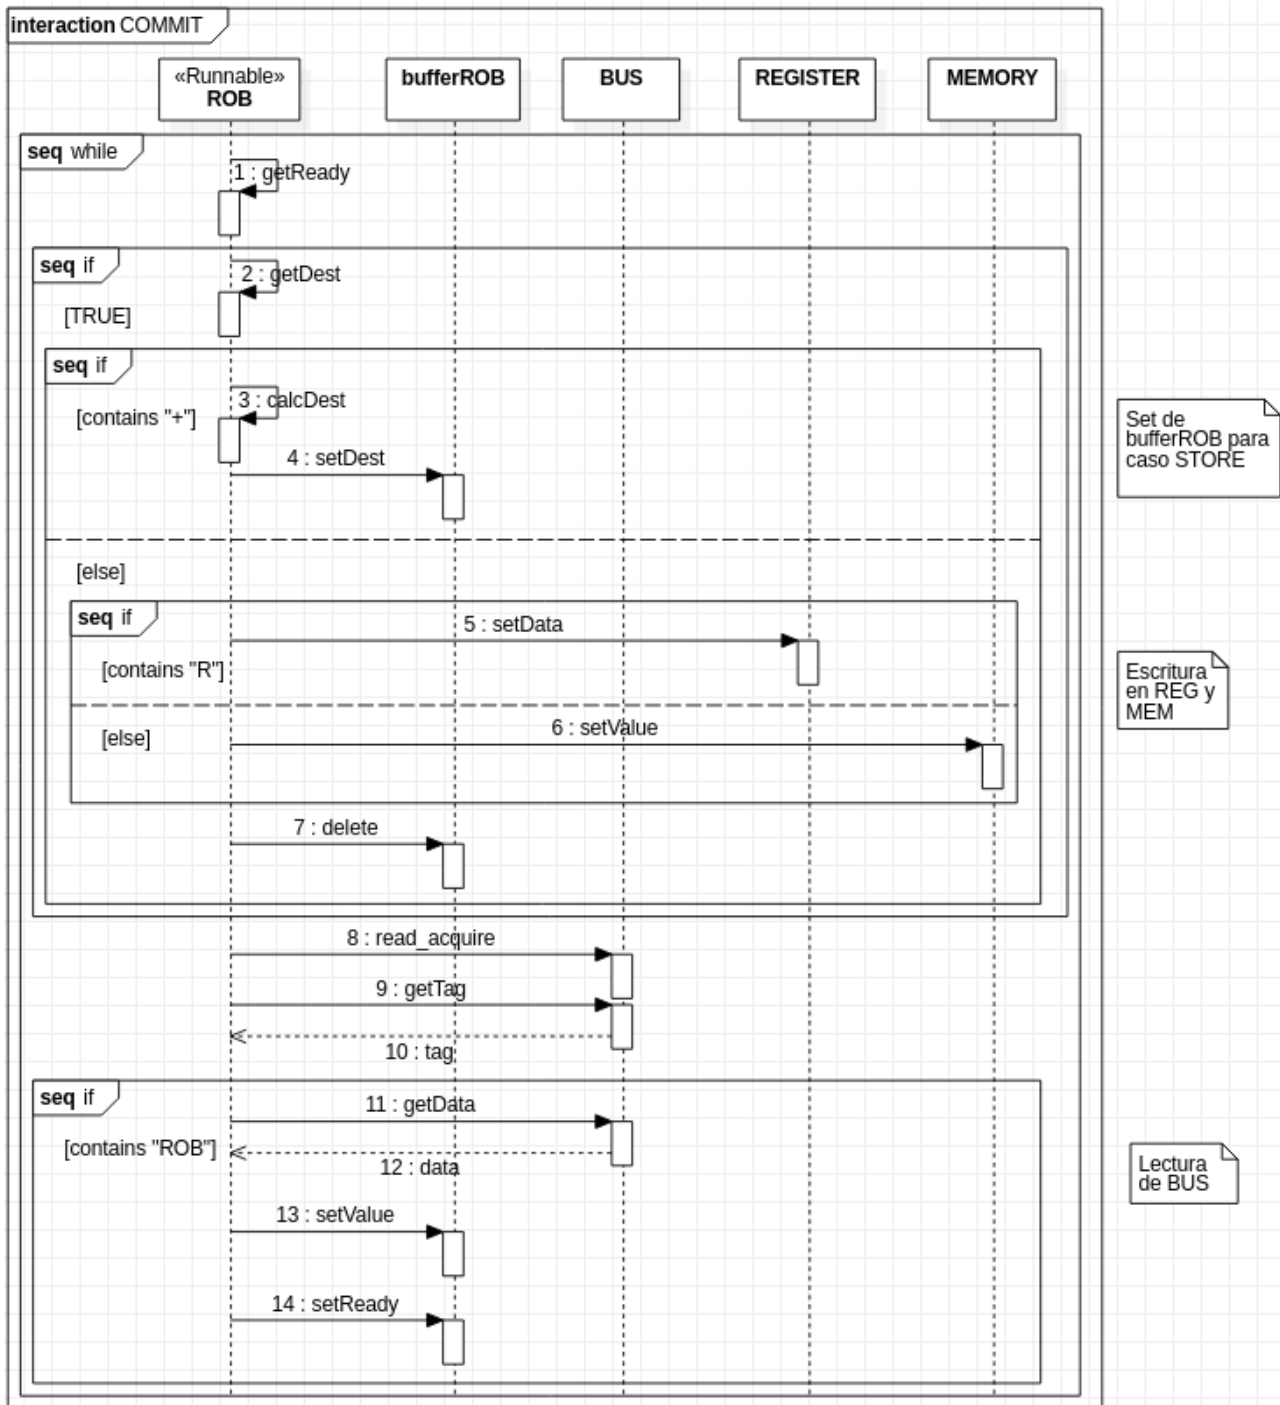 interaction COMMIT
«Runnable»
ROB
bufferROB
BUS
REGISTER
MEMORY
seq while
1 : getReady
seq if
2 : getDest
[TRUE]
seq if
3 : calcDest
[contains "+"]
4 : setDest
Set de
bufferROB para
caso STORE
[else]
seq if
5 : setData
[contains "R"]
Escritura
en REG y
MEM
6 : setValue
[else]
7 : delete
8 : read_acquire
9 : getTag
10 : tag
seq if
11 : getData
[contains "ROB"]
12 : data
Lectura
de BUS
13 : setValue
14 : setReady